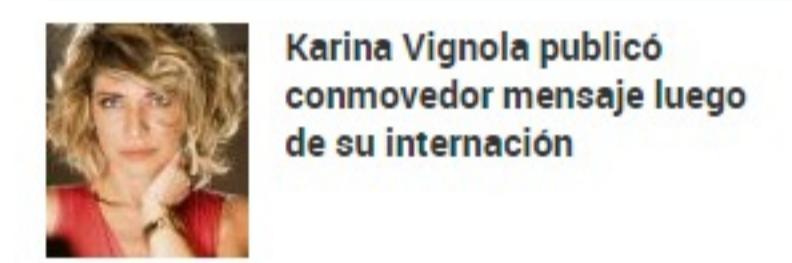 Karina Vignola publicó
conmovedor mensaje luego
de su internación